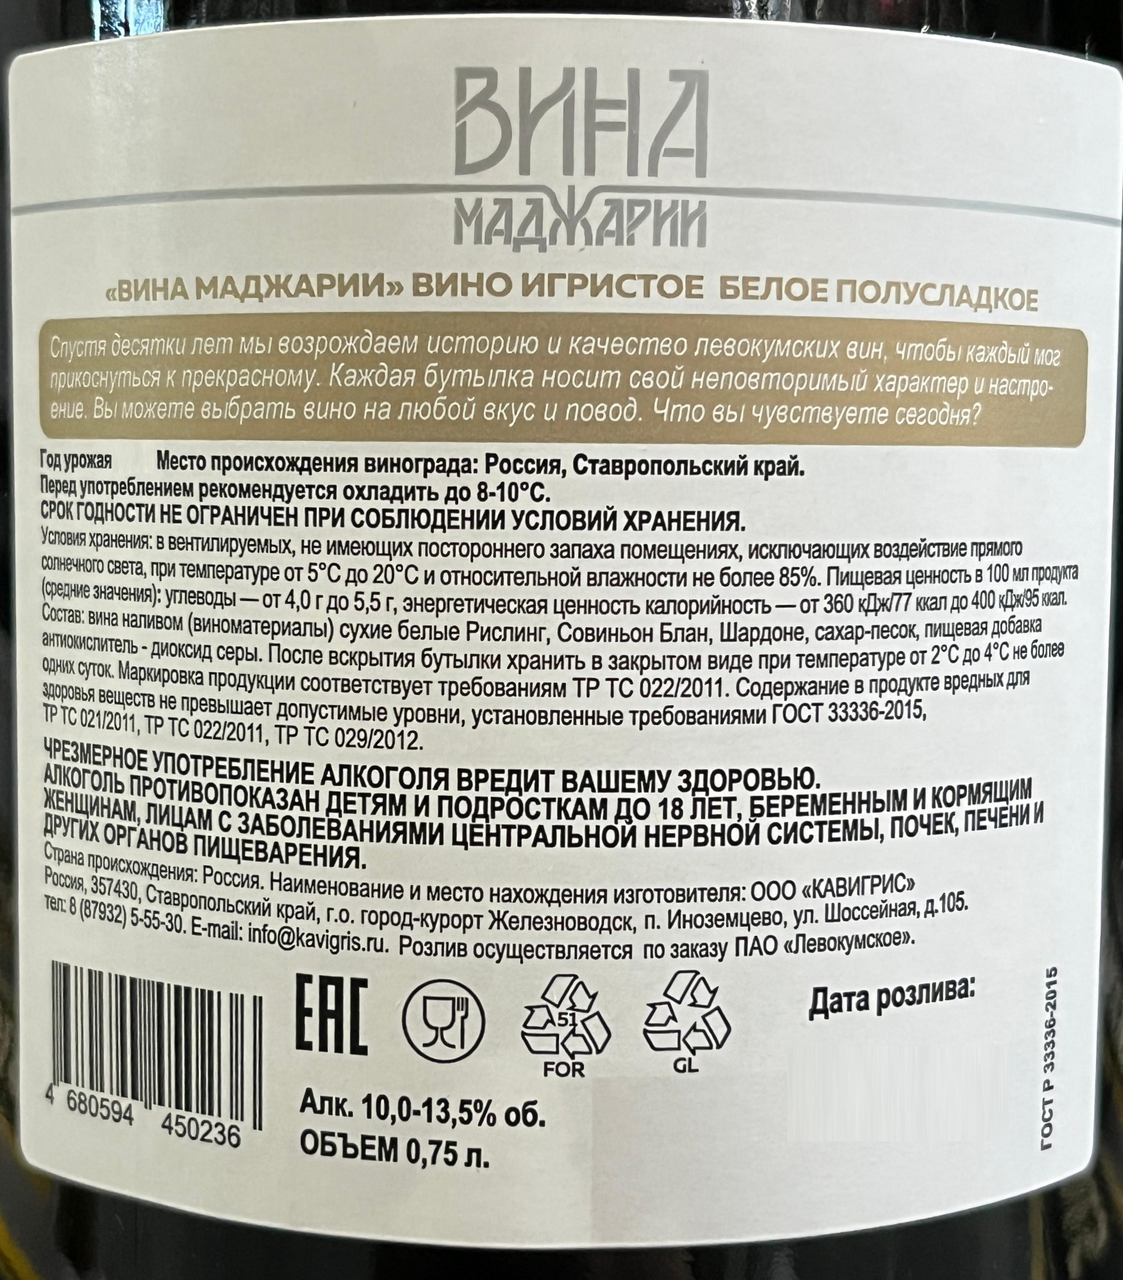 ВИНА
МАДЖАРИИ
«ВИНА МАДЖАРИИ» ВИНО ИГРИСТОЕ БЕЛОЕ ПОЛУСЛАДКОЕ
Спустя десятки лет мы возрождаем историю и качество левокумских вин, чтобы каждый мог
прикоснуться к прекрасному. Каждая бутылка носит свой неповторимый характер и настро-
ение. Вы можете выбрать вино на любой вкус и повод. Что вы чувствуете сегодня?
Год урожая Место происхождения винограда: Россия, Ставропольский край.
Перед употреблением рекомендуется охладить до 8-10°С.
СРОК ГОДНОСТИ НЕ ОГРАНИЧЕН ПРИ СОБЛЮДЕНИИ УСЛОВИЙ ХРАНЕНИЯ.
Условия хранения: в вентилируемых, не имеющих постороннего запаха помещениях, исключающих воздействие прямого
солнечного света, при температуре от 5°С до 20°С и относительной влажности не более 85%. Пищевая ценность в 100 мл продукта
(средние значения): углеводы — от 4,0 г до 5,5 г, энергетическая ценность калорийность — от 360 кДж/77 ккал до 400 кДж/95 ккал.
Состав: вина наливом (виноматериалы) сухие белые Рислинг, Совиньон Блан, Шардоне, сахар-песок, пищевая добавка
антиокислитель - диоксид серы. После вскрытия бутылки хранить в закрытом виде при температуре от 2°С до 4°С не более
одних суток. Маркировка продукции соответствует требованиям ТР ТС 022/2011. Содержание в продукте вредных для
здоровья веществ не превышает допустимые уровни, установленные требованиями ГОСТ 33336-2015,
ТР ТС 021/2011, ТР ТС 022/2011, ТР ТС 029/2012.
ЧРЕЗМЕРНОЕ УПОТРЕБЛЕНИЕ АЛКОГОЛЯ ВРЕДИТ ВАШЕМУ ЗДОРОВЬЮ.
АЛКОГОЛЬ ПРОТИВОПОКАЗАН ДЕТЯМ И ПОДРОСТКАМ ДО 18 ЛЕТ, БЕРЕМЕННЫМ И КОРМЯЩИМ
ЖЕНЩИНАМ, ЛИЦАМ С ЗАБОЛЕВАНИЯМИ ЦЕНТРАЛЬНОЙ НЕРВНОЙ СИСТЕМЫ, ПОЧЕК, ПЕЧЕНИ И
ДРУГИХ ОРГАНОВ ПИЩЕВАРЕНИЯ.
Страна происхождения: Россия. Наименование и место нахождения изготовителя: ООО «КАВИГРИС»
Россия, 357430, Ставропольский край, г.о. город-курорт Железноводск, п. Иноземцево, ул. Шоссейная, д.105.
тел: 8 (87932) 5-55-30. E-mail: info@kavigris.ru. Розлив осуществляется по заказу ПАО «Левокумское».
4 680594 450236
ЕАС
51
FOR
GL
Дата розлива:
ГОСТ Р 33336-2015
Алк. 10,0-13,5% об.
ОБЪЕМ 0,75 л.